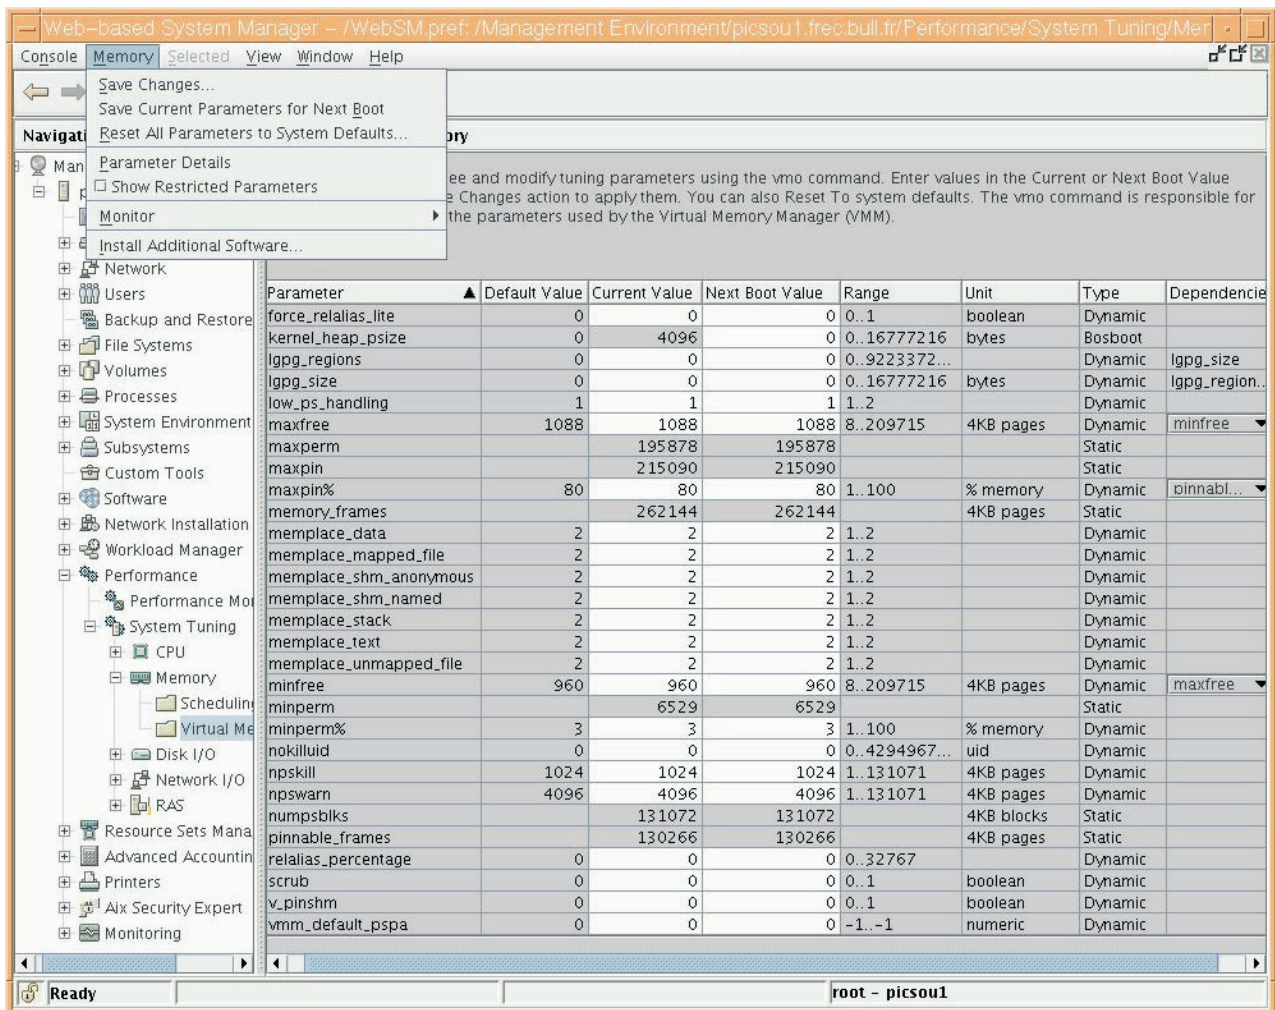 Web-based System Manager - /WebSM.pref: /Management Environment/picsou1.frec.bull.fr/Performance/System Tuning/Mer
Console Memory Selected View Window Help
Save Changes...
Save Current Parameters for Next Boot
Reset All Parameters to System Defaults...
Parameter Details
Show Restricted Parameters
Monitor
Install Additional Software...
Navigati
ory
Man
ee and modify tuning parameters using the vmo command. Enter values in the Current or Next Boot Value
e Changes action to apply them. You can also Reset To system defaults. The vmo command is responsible for
the parameters used by the Virtual Memory Manager (VMM).
Network
Users
Backup and Restore
File Systems
Volumes
Processes
System Environment
Subsystems
Custom Tools
Software
Network Installation
Workload Manager
Performance
Performance Mo
System Tuning
CPU
Memory
Scheduling
Virtual Me
Disk I/O
Network I/O
RAS
Resource Sets Mana
Advanced Accountin
Printers
Aix Security Expert
Monitoring
Parameter Default Value Current Value Next Boot Value Range Unit Type Dependencie
force_relalias_lite 0 0 0 0..1 boolean Dynamic
kernel_heap_psize 0 4096 0 0..16777216 bytes Bosboot
lgpg_regions 0 0 0 0..9223372... Dynamic lgpg_size
lgpg_size 0 0 0 0..16777216 bytes Dynamic lgpg_region..
low_ps_handling 1 1 1 1..2 Dynamic
maxfree 1088 1088 1088 8..209715 4KB pages Dynamic minfree
maxperm 195878 195878 Static
maxpin 215090 215090 Static
maxpin% 80 80 80 1..100 % memory Dynamic pinnabl...
memory_frames 262144 262144 4KB pages Static
memplace_data 2 2 2 1..2 Dynamic
memplace_mapped_file 2 2 2 1..2 Dynamic
memplace_shm_anonymous 2 2 2 1..2 Dynamic
memplace_shm_named 2 2 2 1..2 Dynamic
memplace_stack 2 2 2 1..2 Dynamic
memplace_text 2 2 2 1..2 Dynamic
memplace_unmapped_file 2 2 2 1..2 Dynamic
minfree 960 960 960 8..209715 4KB pages Dynamic maxfree
minperm 6529 6529 Static
minperm% 3 3 3 1..100 % memory Dynamic
nokilluid 0 0 0 0..4294967... uid Dynamic
npskill 1024 1024 1024 1..131071 4KB pages Dynamic
npswarn 4096 4096 4096 1..131071 4KB pages Dynamic
numpsblks 131072 131072 4KB blocks Static
pinnable_frames 130266 130266 4KB pages Static
relalias_percentage 0 0 0 0..32767 Dynamic
scrub 0 0 0 0..1 boolean Dynamic
v_pinshm 0 0 0 0..1 boolean Dynamic
vmm_default_pspa 0 0 0 -1..-1 numeric Dynamic
Ready
root - picsou1